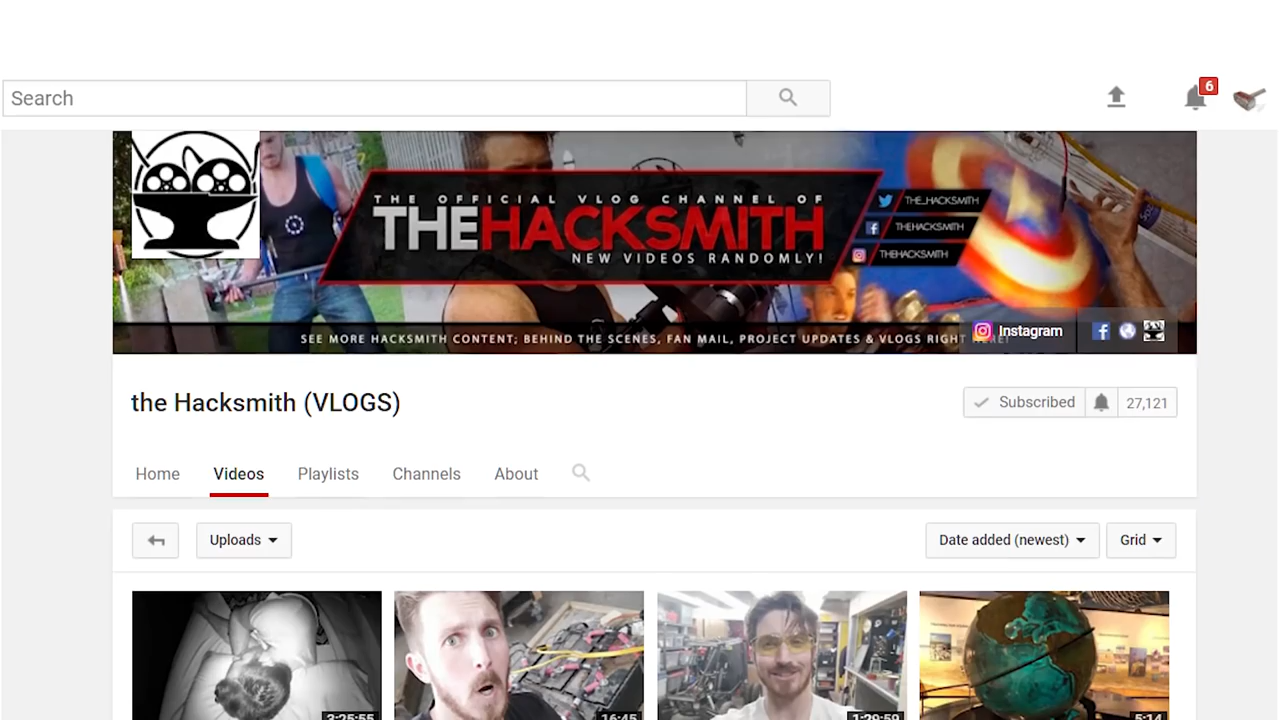 Search
6
THE OFFICIAL VLOG CHANNEL OF
THEHACKSMITH
NEW VIDEOS RANDOMLY!
THE_HACKSMITH
THEHACKSMITH
THEHACKSMITH
Instagram
SEE MORE HACKSMITH CONTENT; BEHIND THE SCENES, FAN MAIL, PROJECT UPDATES & VLOGS RIGHT HERE!
the Hacksmith (VLOGS)
Subscribed 27,121
Home Videos Playlists Channels About
Uploads Date added (newest) Grid
3:25:55 16:45 1:29:59 5:14